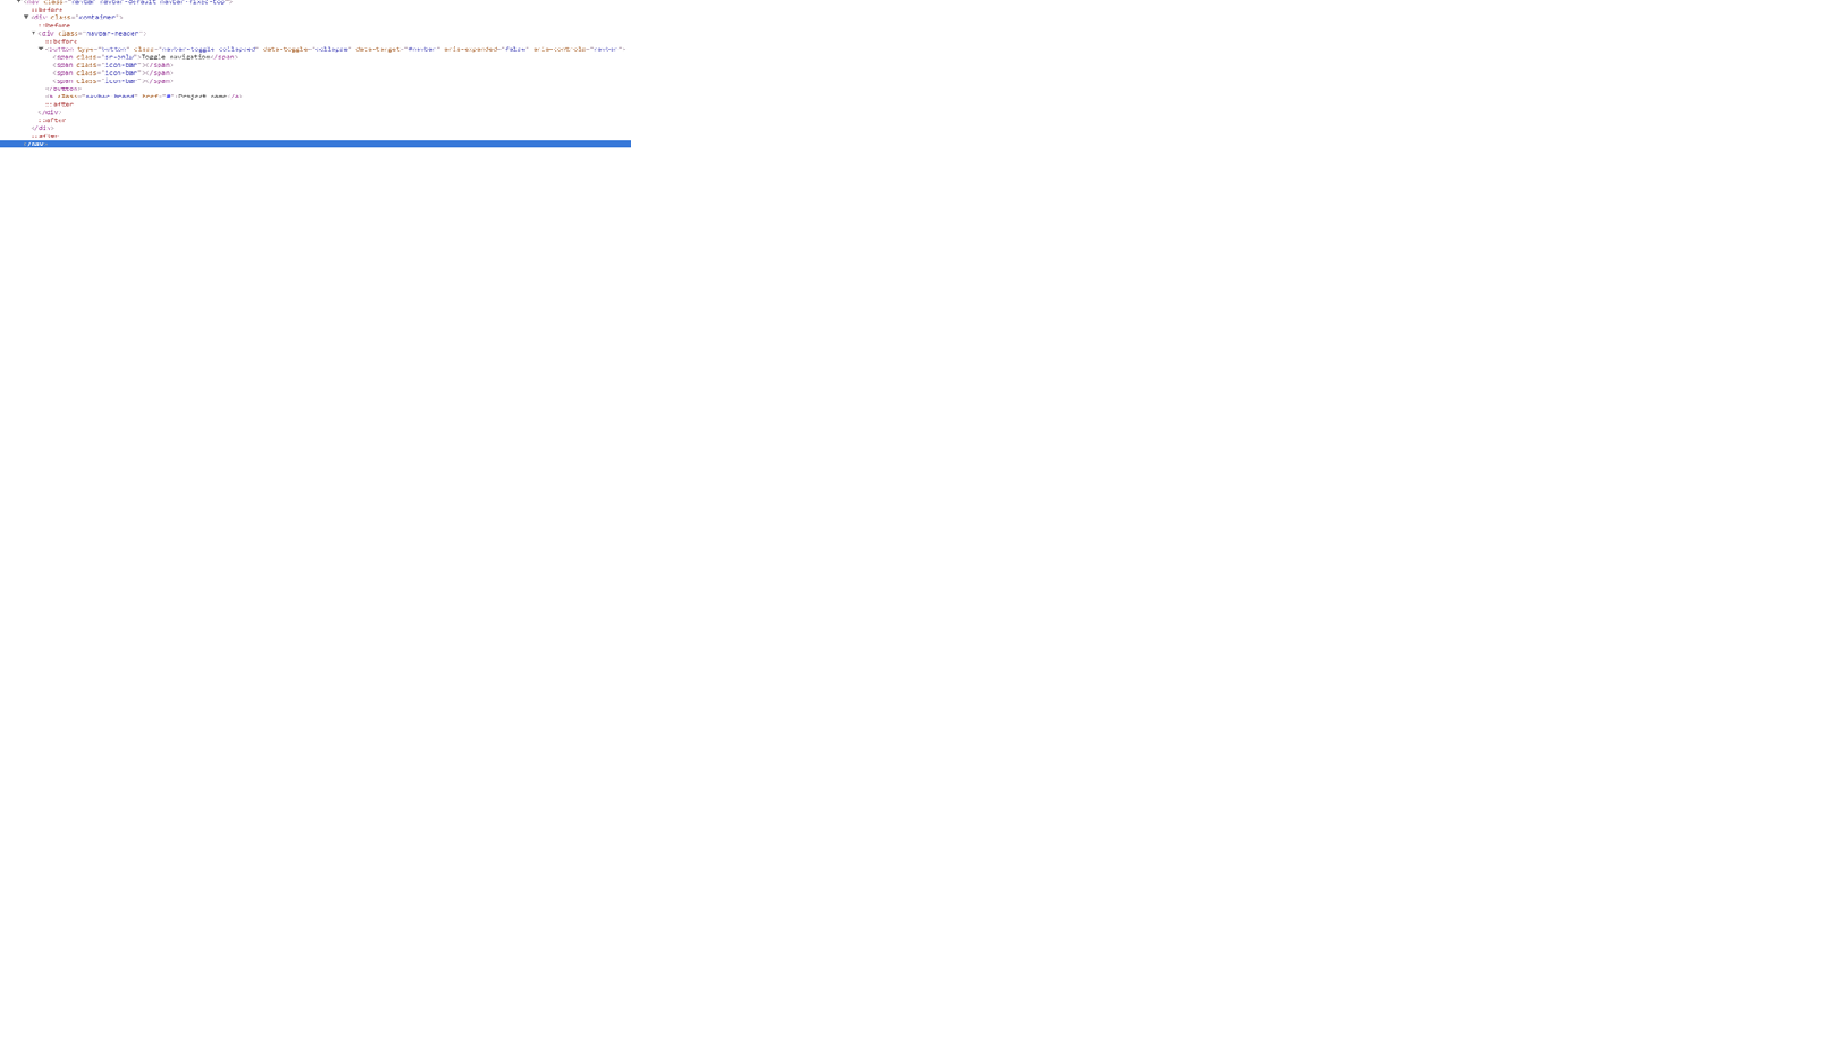 <nav class="navbar navbar-default navbar-fixed-top">
::before
<div class="container">
::before
<div class="navbar-header">
::before
<button type="button" class="navbar-toggle collapsed" data-toggle="collapse" data-target="#navbar" aria-expanded="false" aria-controls="navbar">
<span class="sr-only">Toggle navigation</span>
<span class="icon-bar"></span>
<span class="icon-bar"></span>
<span class="icon-bar"></span>
</button>
<a class="navbar-brand" href="#">Project name</a>
::after
</div>
::after
</div>
::after
</nav>